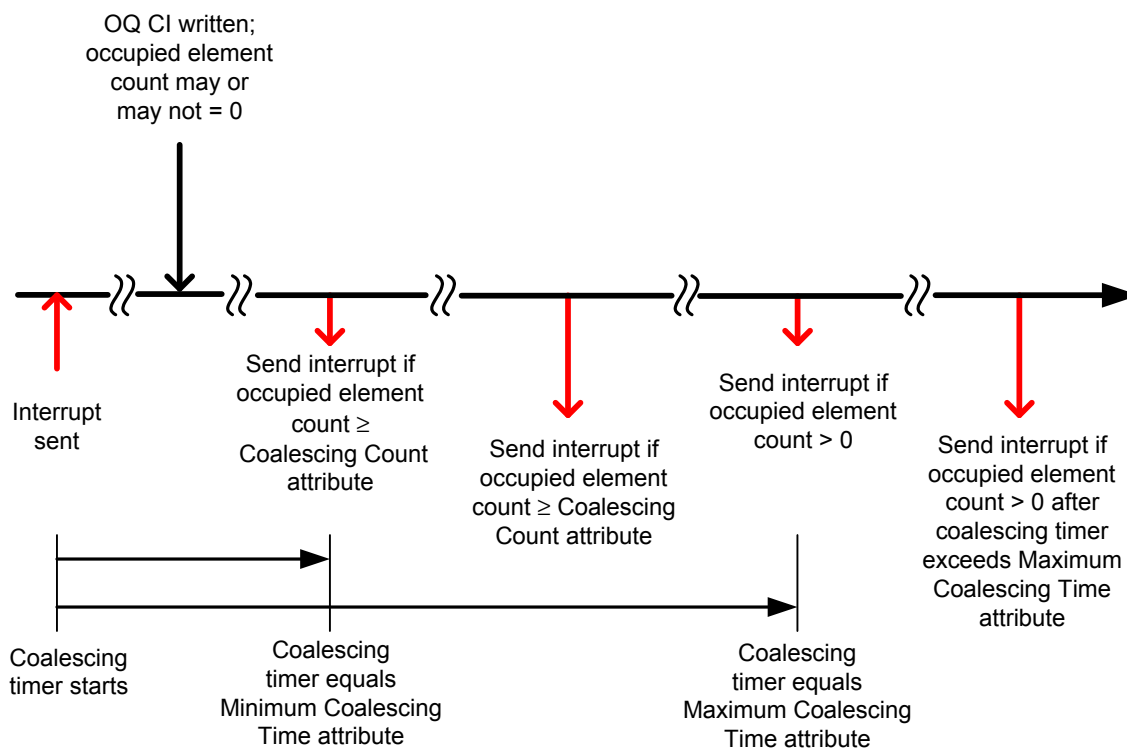 OQ CI written;
occupied element
count may or
may not = 0
Interrupt
sent
Send interrupt if
occupied element
count ≥
Coalescing Count
attribute
Send interrupt if
occupied element
count ≥ Coalescing
Count attribute
Send interrupt if
occupied element
count > 0
Send interrupt if
occupied element
count > 0 after
coalescing timer
exceeds Maximum
Coalescing Time
attribute
Coalescing
timer starts
Coalescing
timer equals
Minimum Coalescing
Time attribute
Coalescing
timer equals
Maximum Coalescing
Time attribute